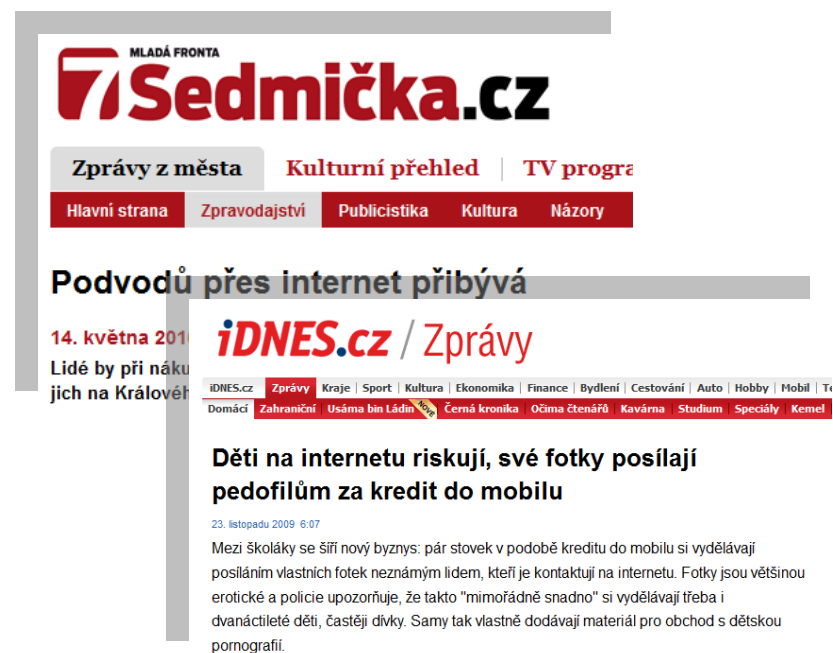 MLADÁ FRONTA
7 Sedmička.cz
Zprávy z města Kulturní přehled | TV progra
Hlavní strana Zpravodajství Publicistika Kultura Názory
Podvodů přes internet přibývá
14. května 201
Lidé by při náku
jich na Králové
iDNES.cz / Zprávy
iDNES.cz Zprávy Kraje | Sport | Kultura | Ekonomika | Finance | Bydlení | Cestování | Auto | Hobby | Mobil | Te
Domácí Zahraniční Usáma bin Ládin NOVÉ Černá kronika Očima čtenářů Kavárna Studium Speciály Kemel
Děti na internetu riskují, své fotky posílají
pedofilům za kredit do mobilu
23. listopadu 2009 6:07
Mezi školáky se šíří nový byznys: pár stovek v podobě kreditu do mobilu si vydělávají
posíláním vlastních fotek neznámým lidem, kteří je kontaktují na internetu. Fotky jsou většinou
erotické a policie upozorňuje, že takto "mimořádně snadno" si vydělávají třeba i
dvanáctileté děti, častěji dívky. Samy tak vlastně dodávají materiál pro obchod s dětskou
pornografií.